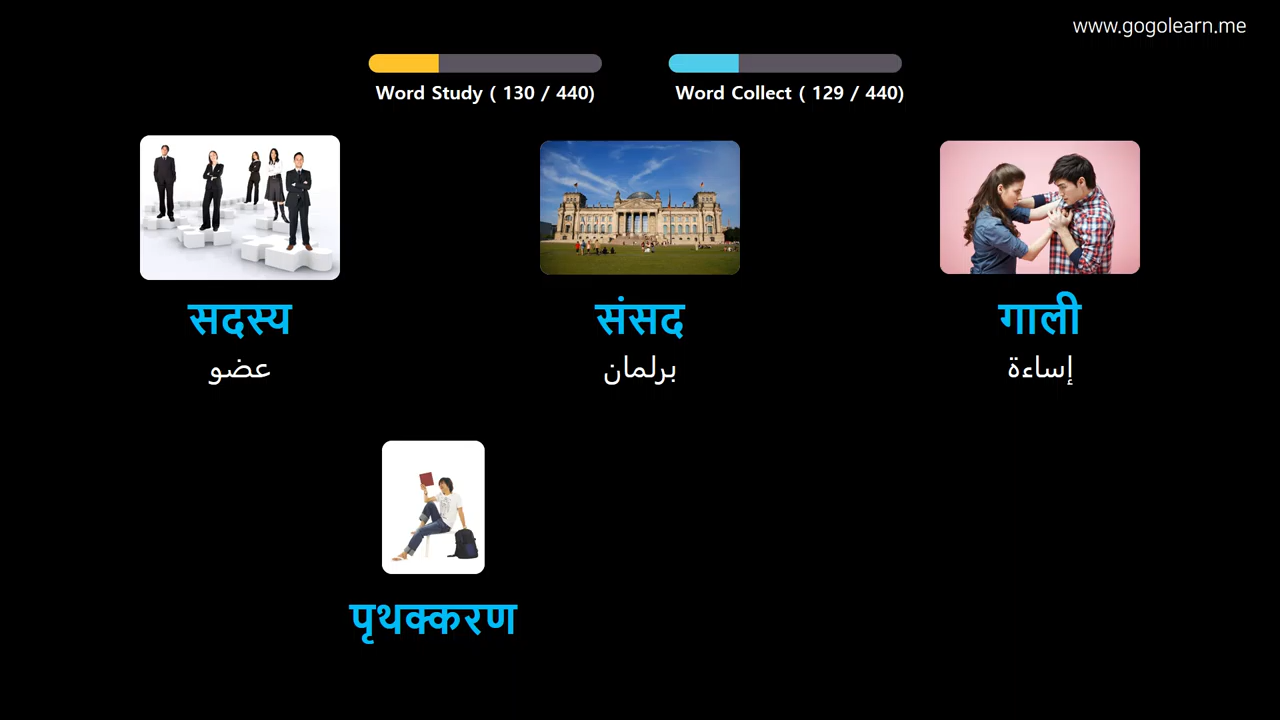 www.gogolearn.me
Word Study ( 130 / 440)
Word Collect ( 129 / 440)
सदस्य
عضو
संसद
برلمان
गाली
إساءة
पृथक्करण